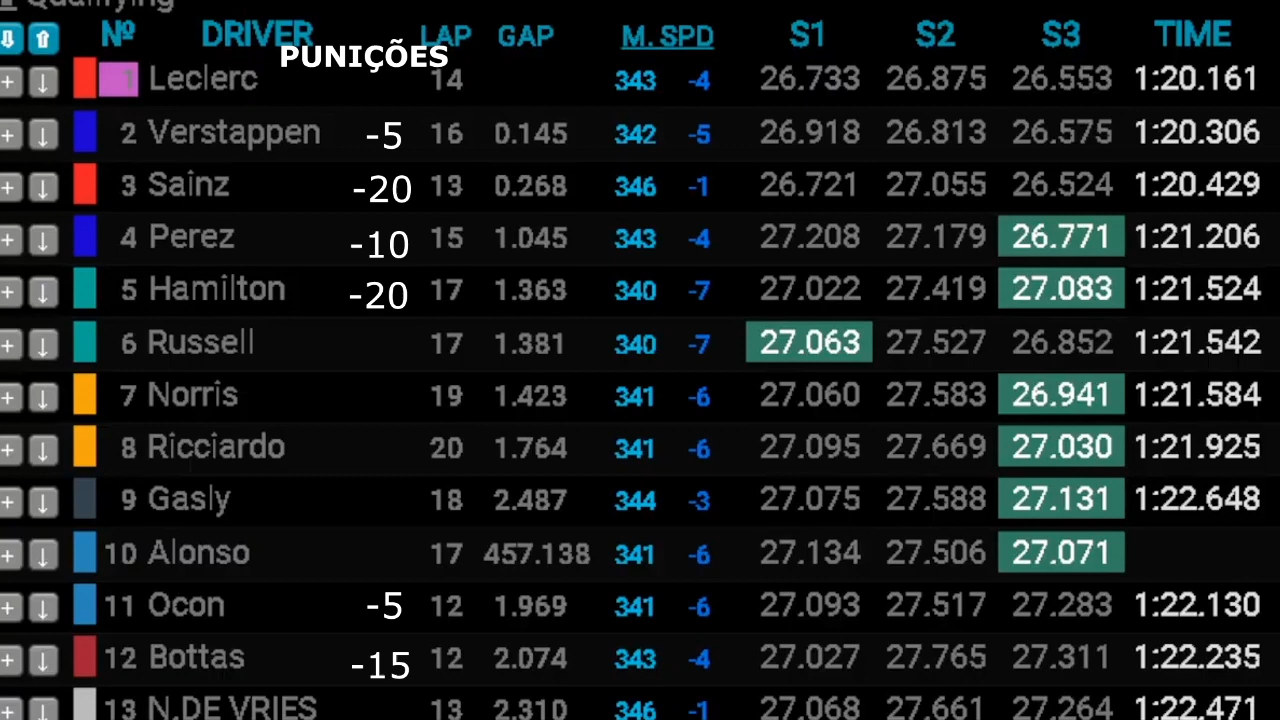 Qualifying
Nº DRIVER LAP GAP M. SPD S1 S2 S3 TIME
PUNIÇÕES
1 Leclerc 14 343 -4 26.733 26.875 26.553 1:20.161
2 Verstappen -5 16 0.145 342 -5 26.918 26.813 26.575 1:20.306
3 Sainz -20 13 0.268 346 -1 26.721 27.055 26.524 1:20.429
4 Perez -10 15 1.045 343 -4 27.208 27.179 26.771 1:21.206
5 Hamilton -20 17 1.363 340 -7 27.022 27.419 27.083 1:21.524
6 Russell 17 1.381 340 -7 27.063 27.527 26.852 1:21.542
7 Norris 19 1.423 341 -6 27.060 27.583 26.941 1:21.584
8 Ricciardo 20 1.764 341 -6 27.095 27.669 27.030 1:21.925
9 Gasly 18 2.487 344 -3 27.075 27.588 27.131 1:22.648
10 Alonso 17 457.138 341 -6 27.134 27.506 27.071
11 Ocon -5 12 1.969 341 -6 27.093 27.517 27.283 1:22.130
12 Bottas -15 12 2.074 343 -4 27.027 27.765 27.311 1:22.235
13 N.DE VRIES 13 2.310 346 -1 27.068 27.661 27.264 1:22.471